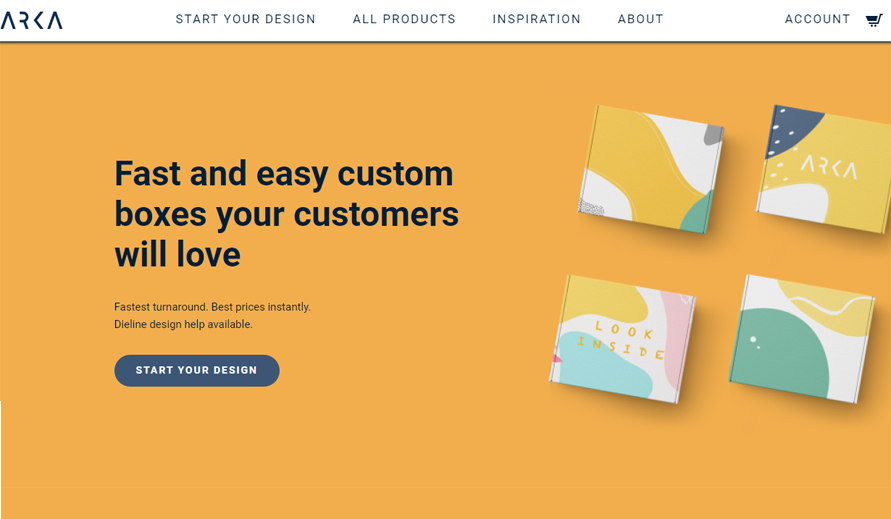 ARKA
START YOUR DESIGN
ALL PRODUCTS
INSPIRATION
ABOUT
ACCOUNT
Fast and easy custom
boxes your customers
will love
Fastest turnaround. Best prices instantly.
Dieline design help available.
START YOUR DESIGN
ARKA
LOOK
INSIDE